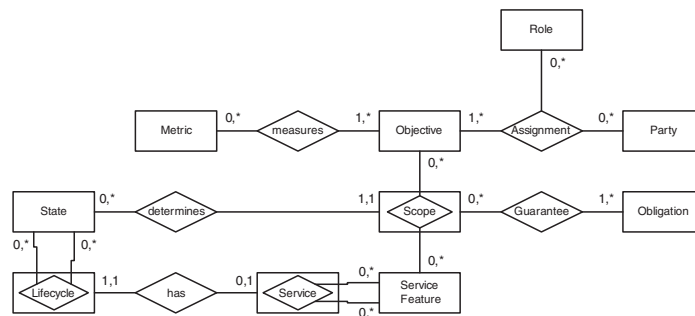 Role
0,*
0,*
1,*
1,*
0,*
Metric
measures
Objective
Assignment
Party
0,*
0,*
1,1
0,*
1,*
State
determines
Scope
Guarantee
Obligation
0,*
0,*
0,*
1,1
0,1
0,*
Lifecycle
has
Service
Service
Feature
0,*